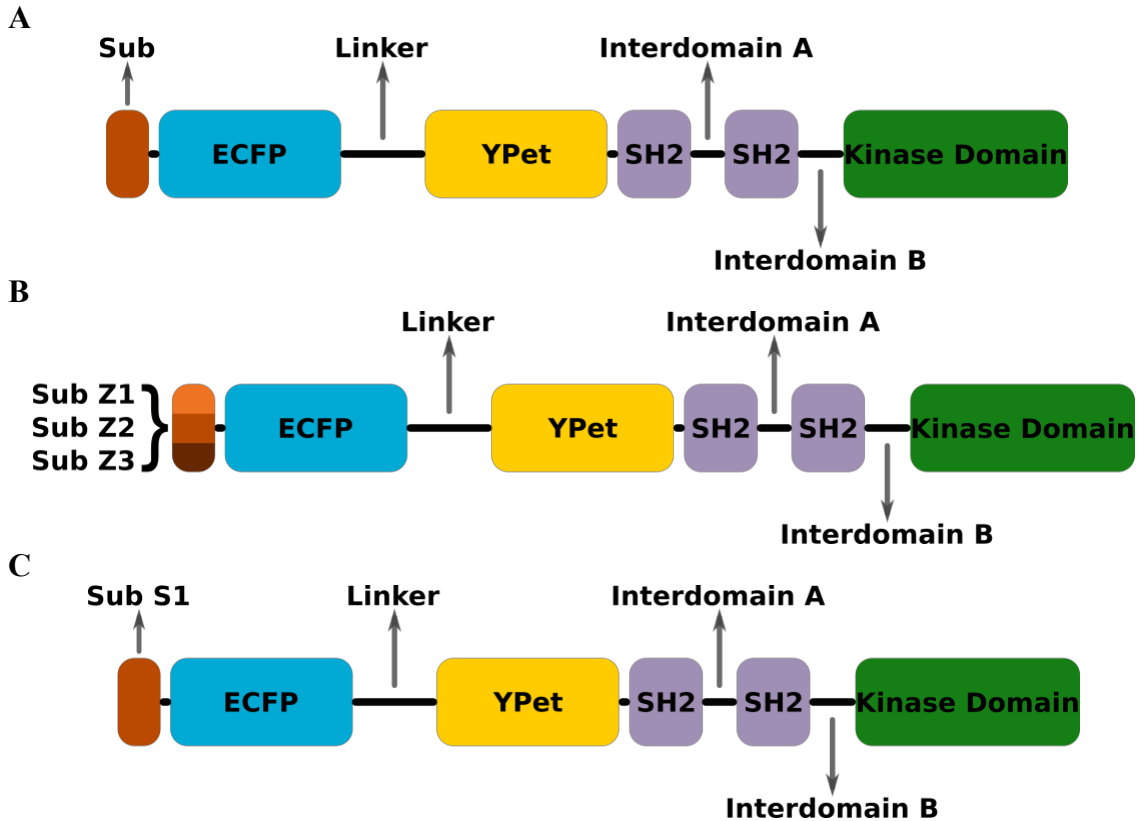 A
Sub
Linker
Interdomain A
ECFP
YPet
SH2
SH2
Kinase Domain
Interdomain B
B
Linker
Interdomain A
Sub Z1
Sub Z2
Sub Z3
ECFP
YPet
SH2
SH2
Kinase Domain
Interdomain B
C
Sub S1
Linker
Interdomain A
ECFP
YPet
SH2
SH2
Kinase Domain
Interdomain B